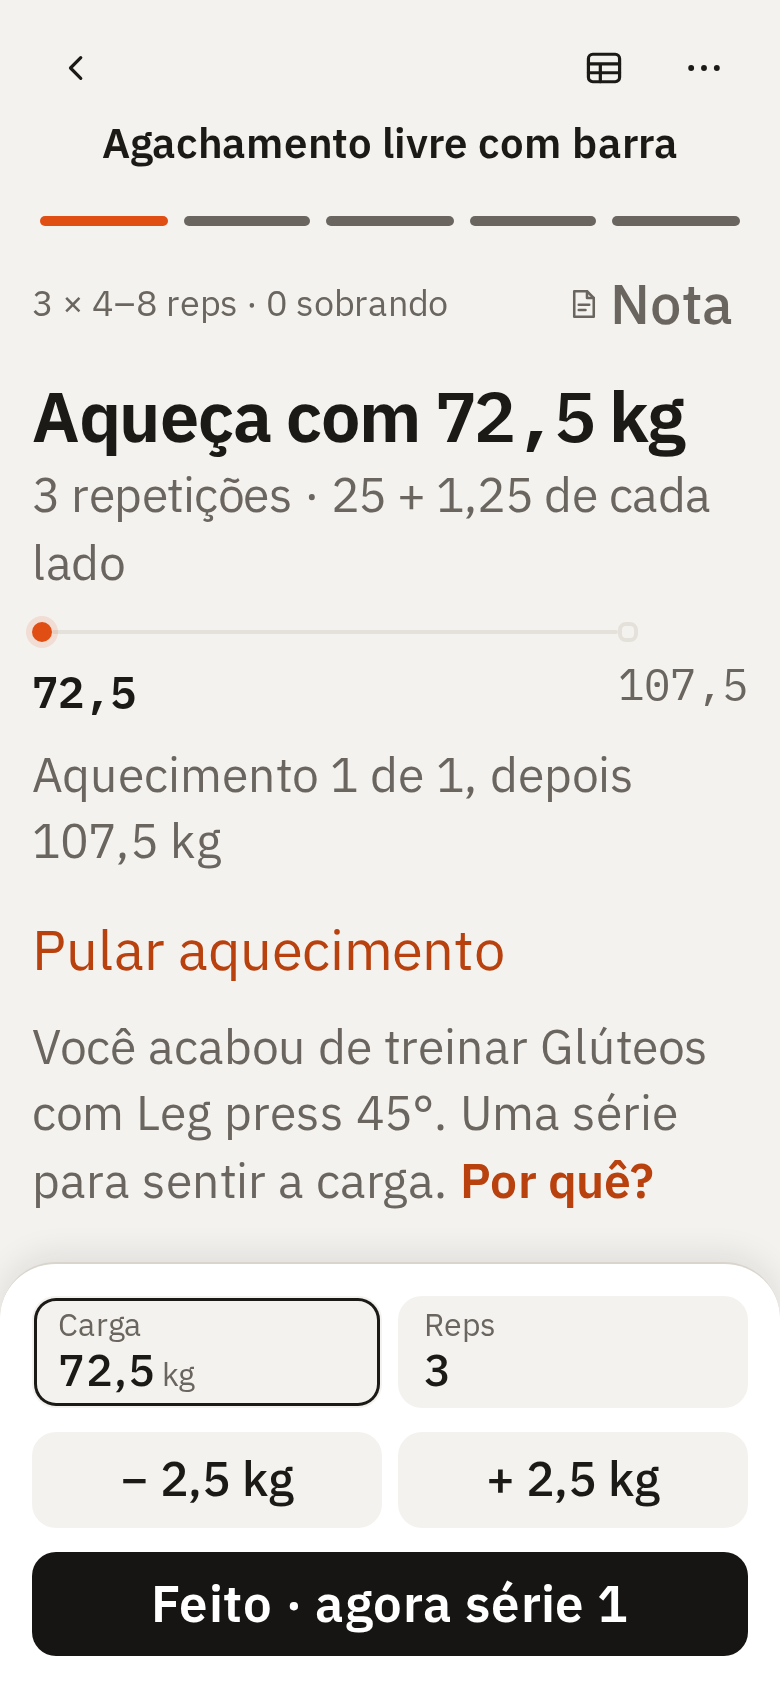 Agachamento livre com barra
3 × 4–8 reps · 0 sobrando
Nota
Aqueça com 72,5 kg
3 repetições · 25 + 1,25 de cada
lado
72,5
107,5
Aquecimento 1 de 1, depois
107,5 kg
Pular aquecimento
Você acabou de treinar Glúteos
com Leg press 45°. Uma série
para sentir a carga. Por quê?
Carga
72,5 kg
Reps
3
− 2,5 kg
+ 2,5 kg
Feito · agora série 1